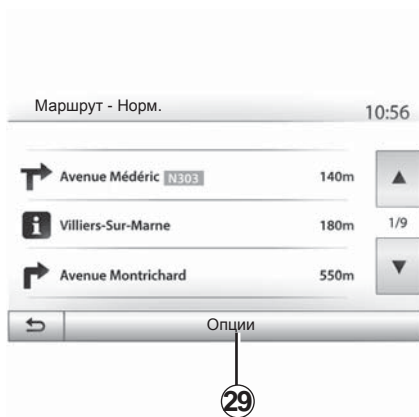 Маршрут - Норм. 10:56
Avenue Médéric N303 140m
Villiers-Sur-Marne 180m 1/9
Avenue Montrichard 550m
Опции
29